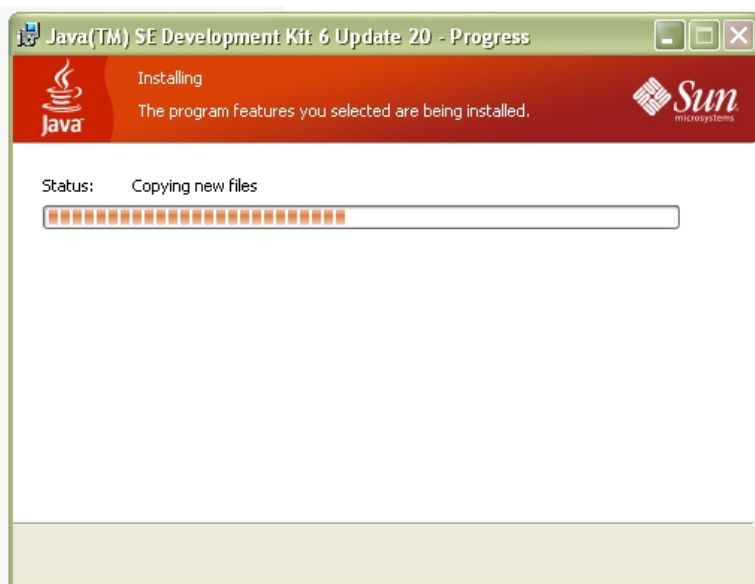 Java(TM) SE Development Kit 6 Update 20 - Progress
Installing
The program features you selected are being installed.
Java
Sun
microsystems
Status: Copying new files